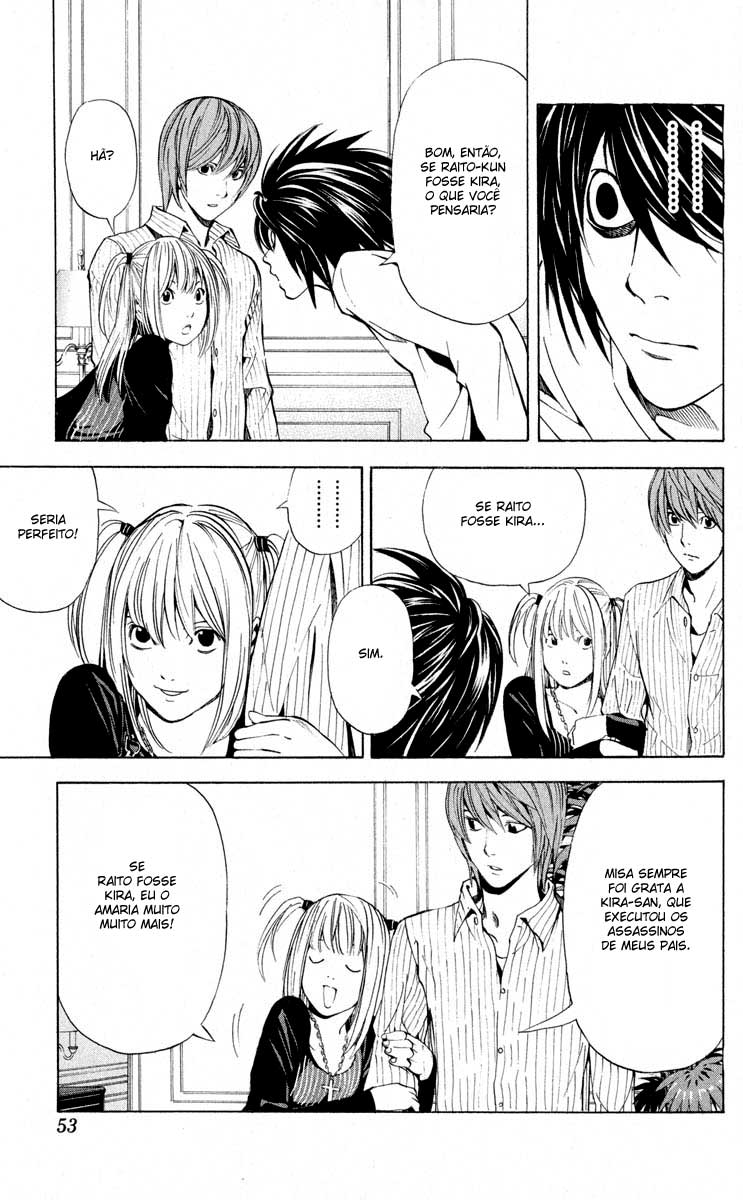 BOM, ENTÃO,
SE RAITO-KUN
FOSSE KIRA,
O QUE VOCÊ
PENSARIA?
HÃ?
SE RAITO
FOSSE KIRA...
SIM.
SERIA
PERFEITO!
MISA SEMPRE
FOI GRATA A
KIRA-SAN, QUE
EXECUTOU OS
ASSASSINOS
DE MEUS PAIS.
SE
RAITO FOSSE
KIRA, EU O
AMARIA MUITO
MUITO MAIS!
53